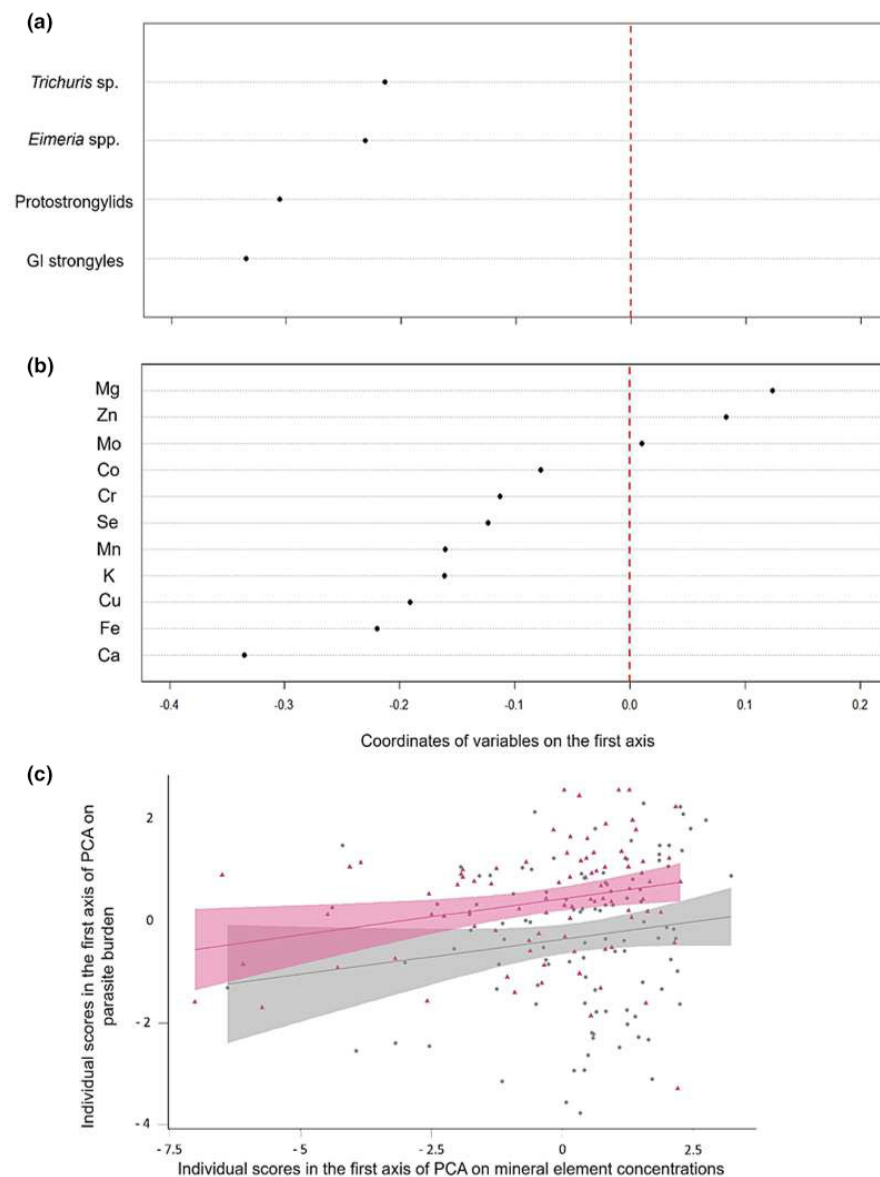 (a)
Trichuris sp.
Eimeria spp.
Protostrongylids
GI strongyles
(b)
Mg
Zn
Mo
Co
Cr
Se
Mn
K
Cu
Fe
Ca
-0.4 -0.3 -0.2 -0.1 0.0 0.1 0.2
Coordinates of variables on the first axis
(c)
Individual scores in the first axis of PCA on
parasite burden
2
0
-2
-4
-7.5 -5 -2.5 0 2.5
Individual scores in the first axis of PCA on mineral element concentrations